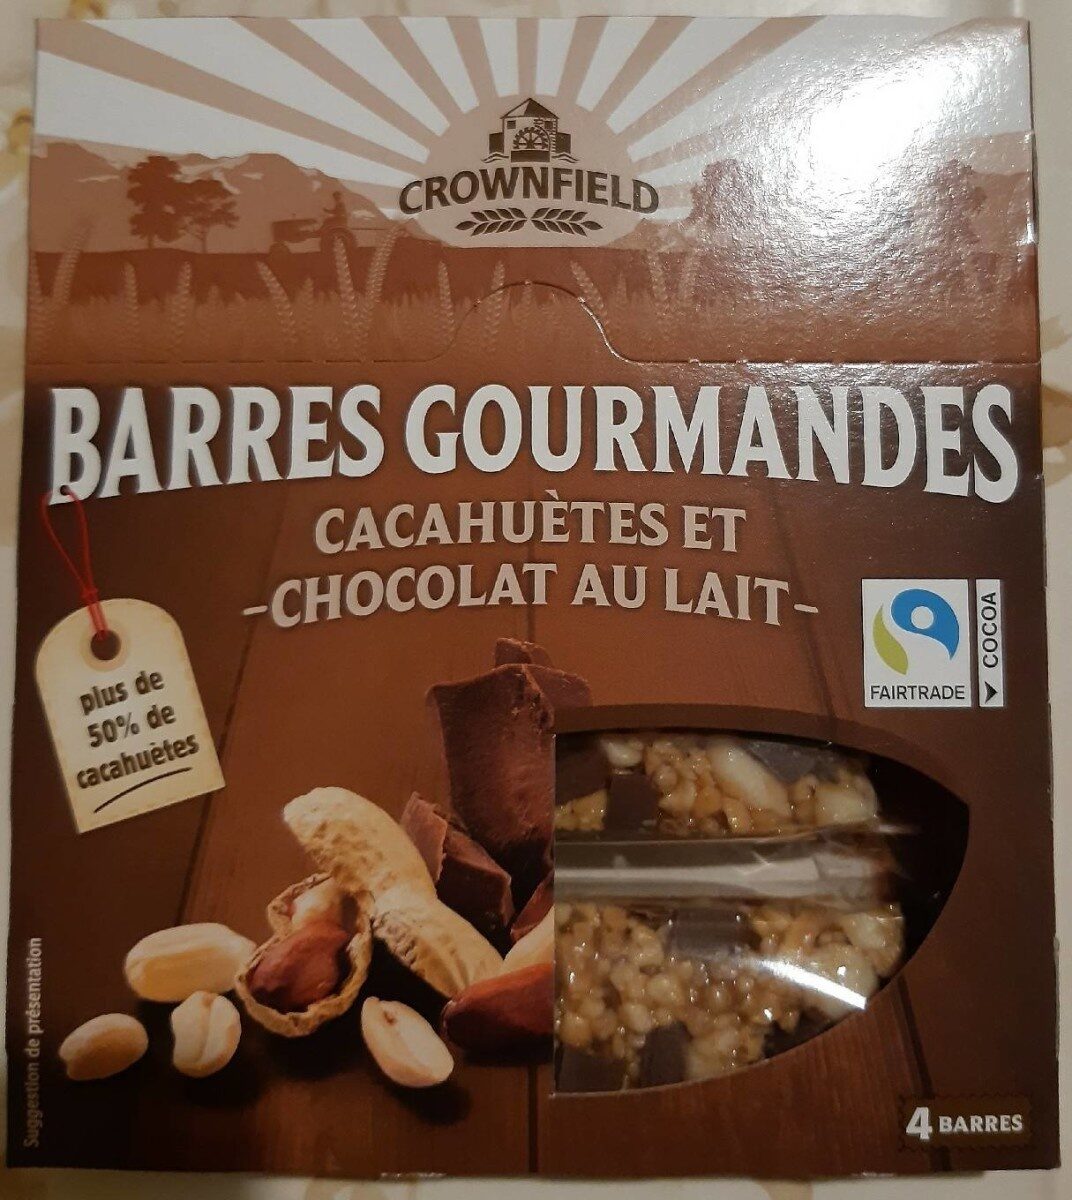 CROWNFIELD
BARRES GOURMANDES
CACAHUÈTES ET
-CHOCOLAT AU LAIT-
plus de
50% de
cacahuètes
FAIRTRADE
COCOA
Suggestion de présentation
4 BARRES